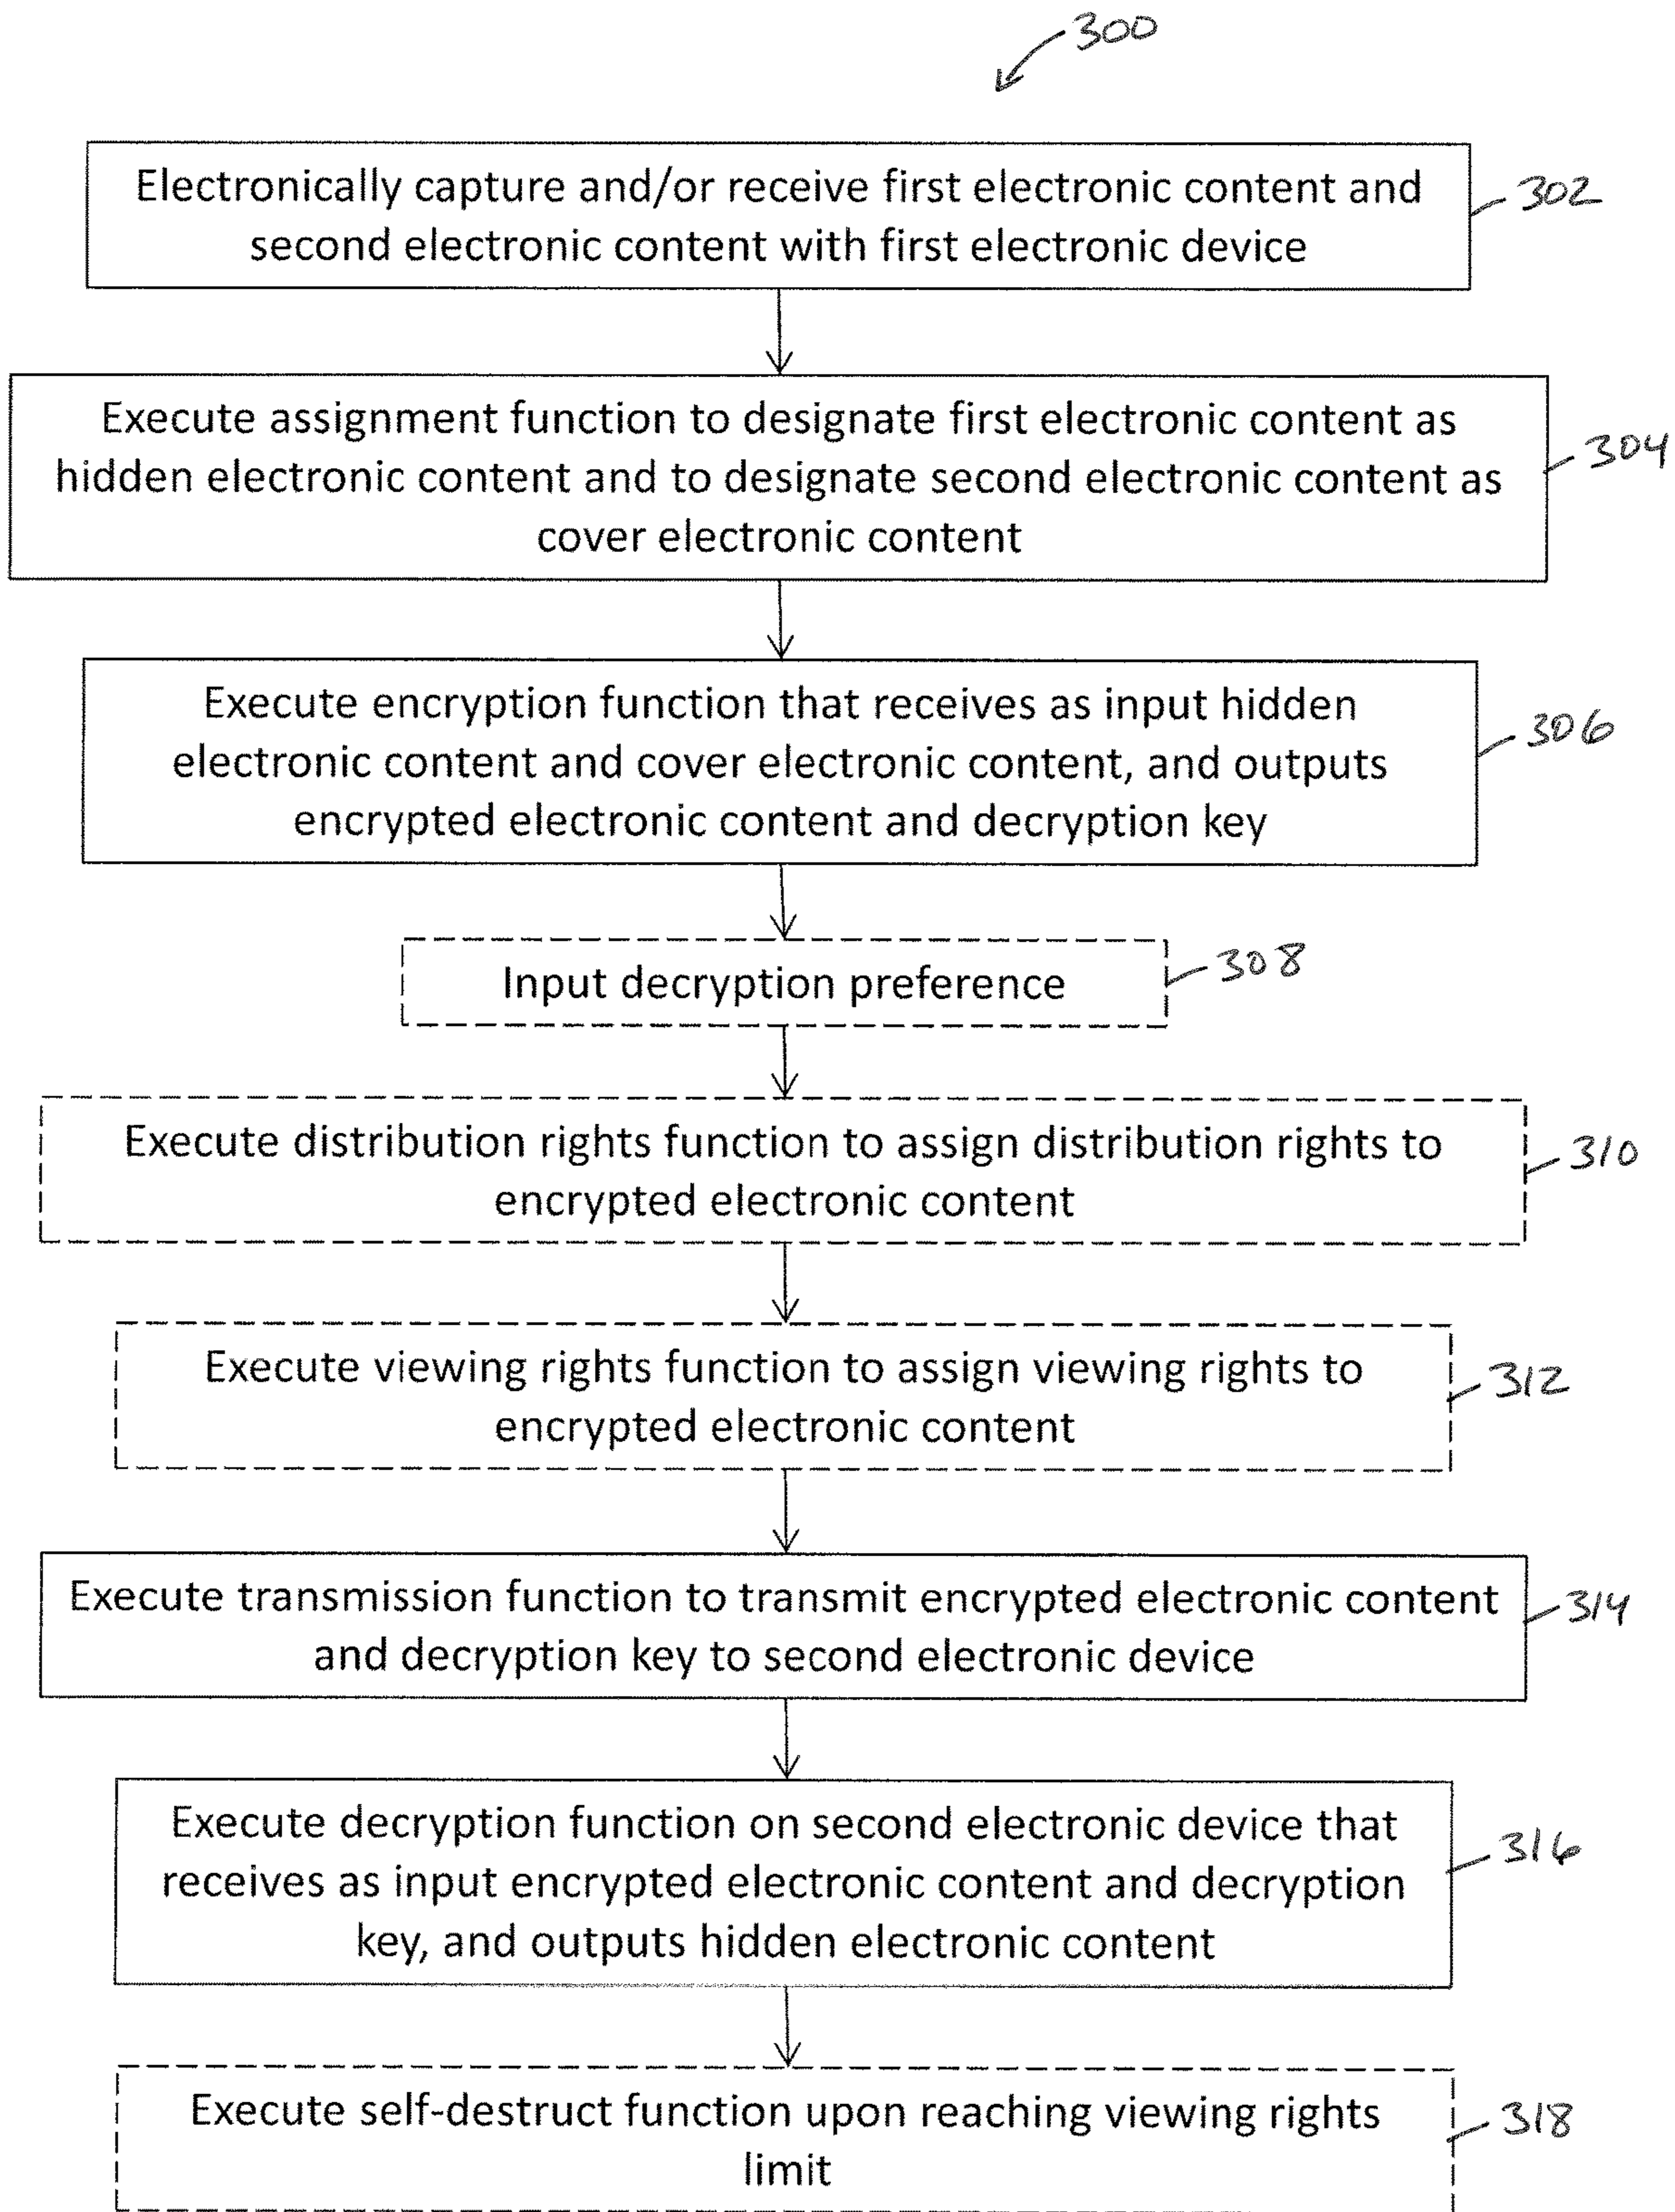 300
Electronically capture and/or receive first electronic content and
second electronic content with first electronic device
302
Execute assignment function to designate first electronic content as
hidden electronic content and to designate second electronic content as
cover electronic content
304
Execute encryption function that receives as input hidden
electronic content and cover electronic content, and outputs
encrypted electronic content and decryption key
306
Input decryption preference
308
Execute distribution rights function to assign distribution rights to
encrypted electronic content
310
Execute viewing rights function to assign viewing rights to
encrypted electronic content
312
Execute transmission function to transmit encrypted electronic content
and decryption key to second electronic device
314
Execute decryption function on second electronic device that
receives as input encrypted electronic content and decryption
key, and outputs hidden electronic content
316
Execute self-destruct function upon reaching viewing rights
limit
318